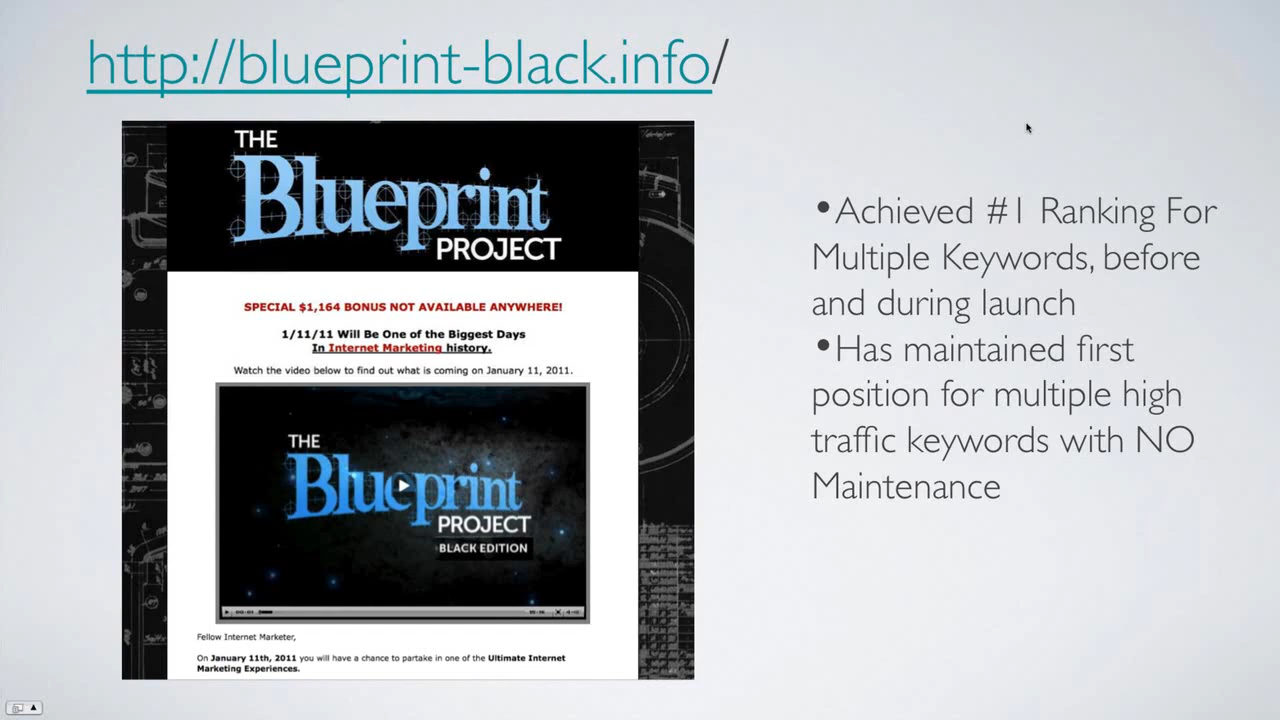 http://blueprint-black.info/
THE
Blueprint
PROJECT
SPECIAL $1,164 BONUS NOT AVAILABLE ANYWHERE!
1/11/11 Will Be One of the Biggest Days
In Internet Marketing history.
Watch the video below to find out what is coming on January 11, 2011.
THE
Blueprint
PROJECT
BLACK EDITION
Fellow Internet Marketer,
On January 11th, 2011 you will have a chance to partake in one of the Ultimate Internet
Marketing Experiences.
•Achieved #1 Ranking For
Multiple Keywords, before
and during launch
•Has maintained first
position for multiple high
traffic keywords with NO
Maintenance